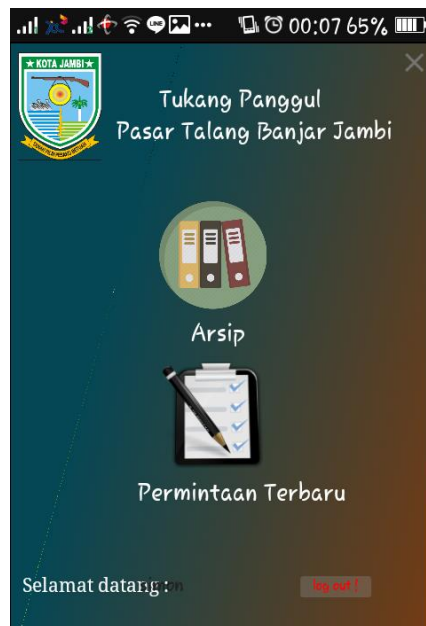 00:07 65%
KOTA JAMBI
Tukang Panggul
Pasar Talang Banjar Jambi
Arsip
Permintaan Terbaru
Selamat datang :
log out !